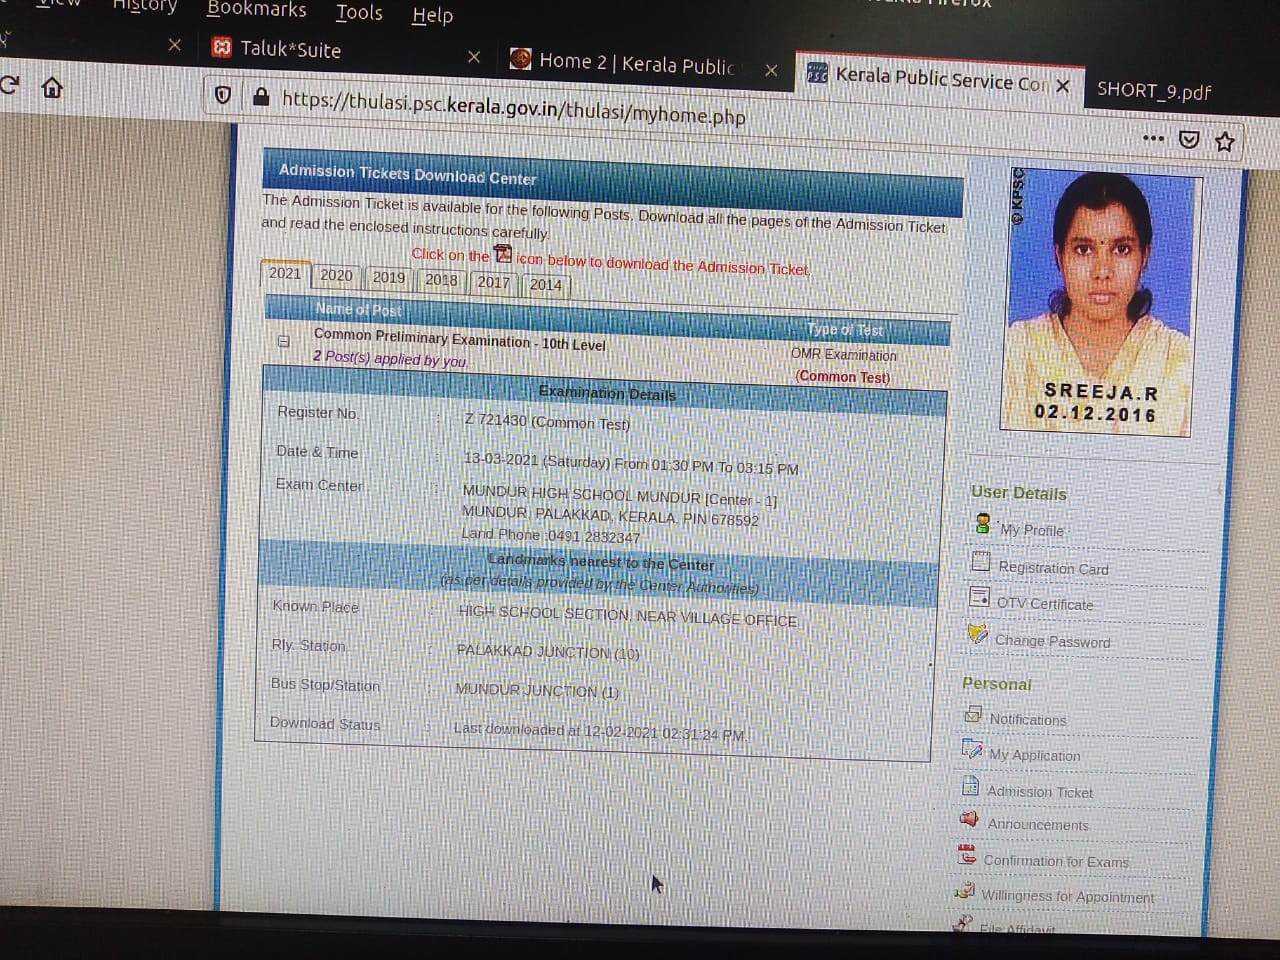 History Bookmarks Tools Help
Taluk*Suite
Home 2 | Kerala Public
Kerala Public Service Con
SHORT_9.pdf
https://thulasi.psc.kerala.gov.in/thulasi/myhome.php
Admission Tickets Download Center
The Admission Ticket is available for the following Posts. Download all the pages of the Admission Ticket
and read the enclosed instructions carefully.
Click on the icon below to download the Admission Ticket.
2021 2020 2019 2018 2017 2014
Name of Post Type of Test
Common Preliminary Examination - 10th Level OMR Examination
2 Post(s) applied by you. (Common Test)
Examination Details
Register No. : Z 721430 (Common Test)
Date & Time : 13-03-2021 (Saturday) From 01:30 PM To 03:15 PM
Exam Center : MUNDUR HIGH SCHOOL MUNDUR [Center - 1]
MUNDUR, PALAKKAD, KERALA, PIN 678592
Land Phone :0491 2832347
Landmarks nearest to the Center
(as per details provided by the Center Authorities)
Known Place : HIGH SCHOOL SECTION, NEAR VILLAGE OFFICE
Rly. Station : PALAKKAD JUNCTION (10)
Bus Stop/Station : MUNDUR JUNCTION (1)
Download Status : Last downloaded at 12-02-2021 02:31:24 PM.
© KPSC
SREEJA.R
02.12.2016
User Details
My Profile
Registration Card
OTV Certificate
Change Password
Personal
Notifications
My Application
Admission Ticket
Announcements
Confirmation for Exams
Willingness for Appointment
File Affidavit